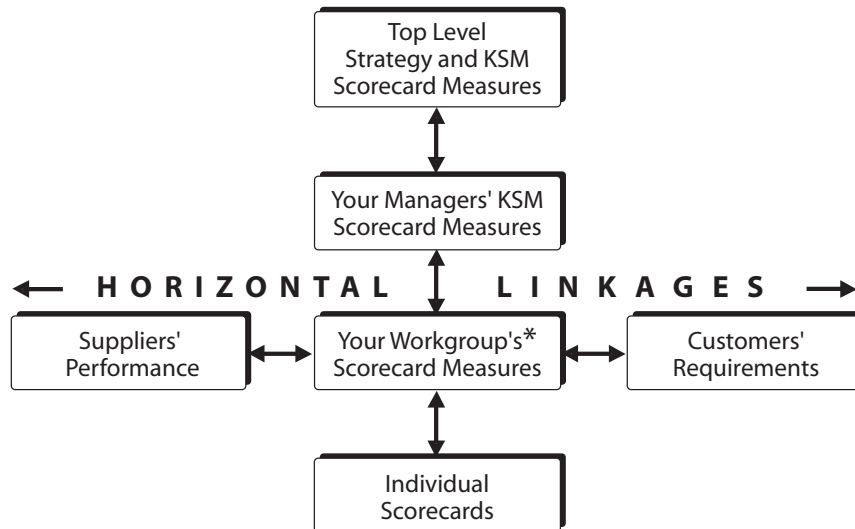 Top Level
Strategy and KSM
Scorecard Measures
Your Managers' KSM
Scorecard Measures
HORIZONTAL LINKAGES
Suppliers'
Performance
Your Workgroup's*
Scorecard Measures
Customers'
Requirements
Individual
Scorecards